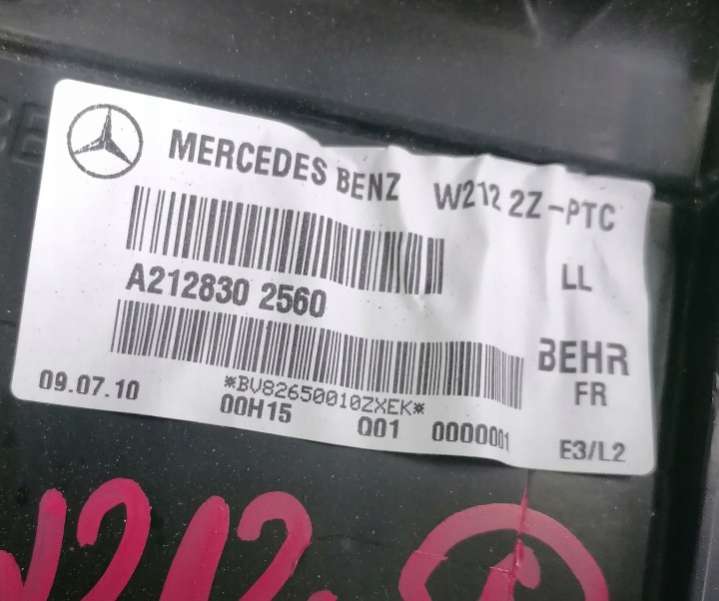 MERCEDES BENZ W212 2Z-PTC
A212830 2560
LL
BEHR
FR
*BV82650010ZXEK*
09.07.10 00H15 Q01 0000001 E3/L2
W212